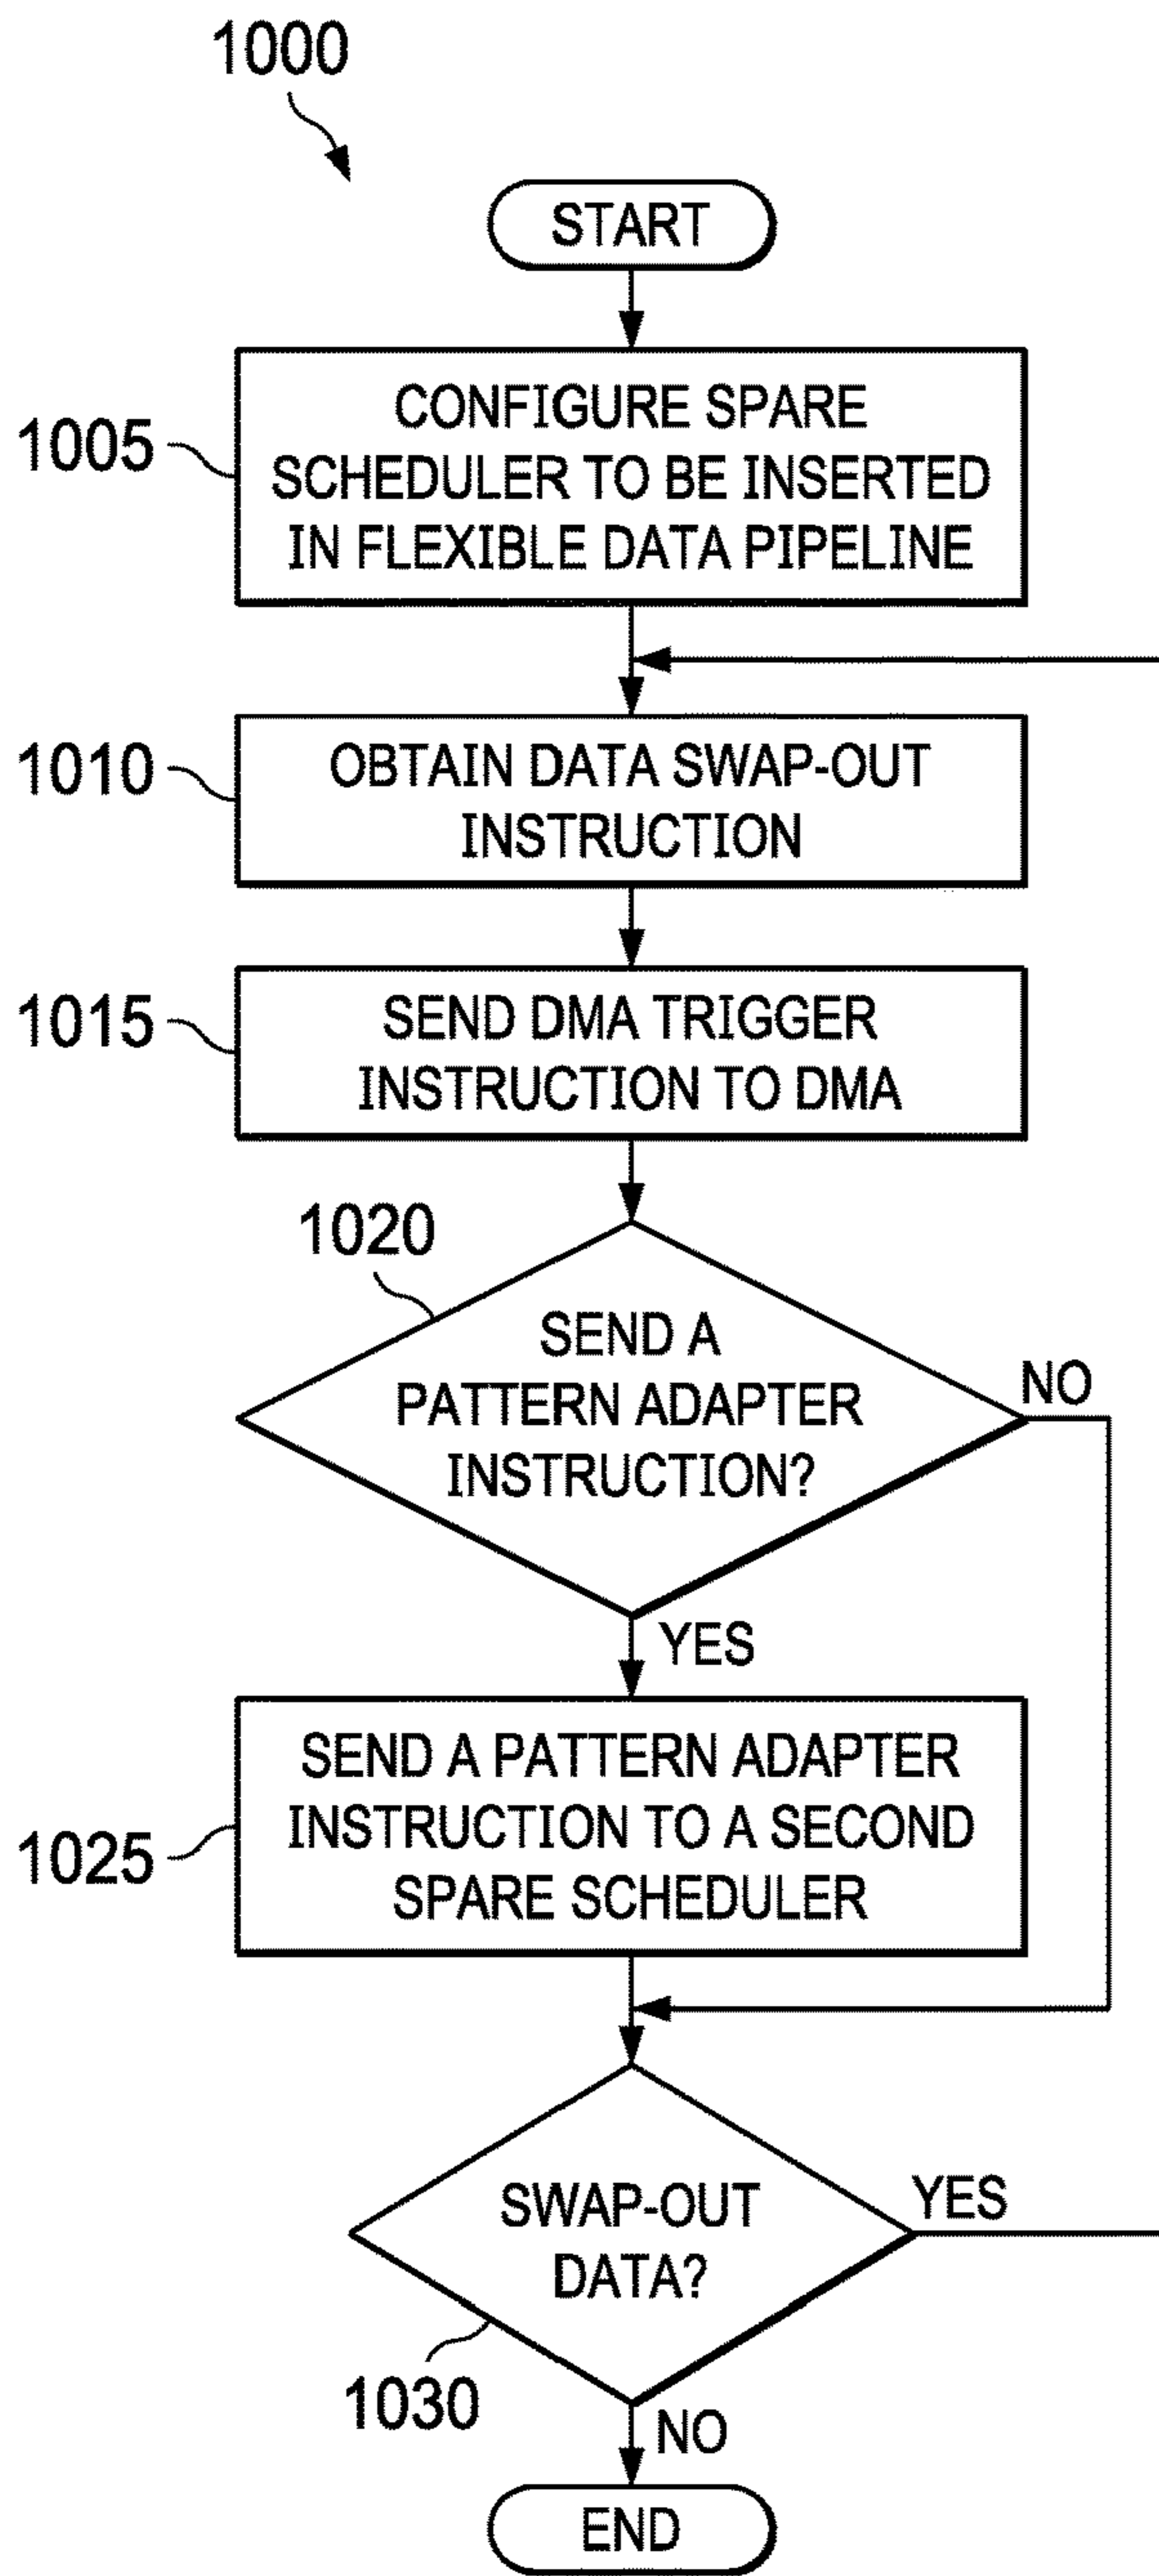 1000
START
1005
CONFIGURE SPARE
SCHEDULER TO BE INSERTED
IN FLEXIBLE DATA PIPELINE
1010
OBTAIN DATA SWAP-OUT
INSTRUCTION
1015
SEND DMA TRIGGER
INSTRUCTION TO DMA
1020
SEND A
PATTERN ADAPTER
INSTRUCTION?
NO
YES
1025
SEND A PATTERN ADAPTER
INSTRUCTION TO A SECOND
SPARE SCHEDULER
SWAP-OUT
DATA?
YES
1030
NO
END